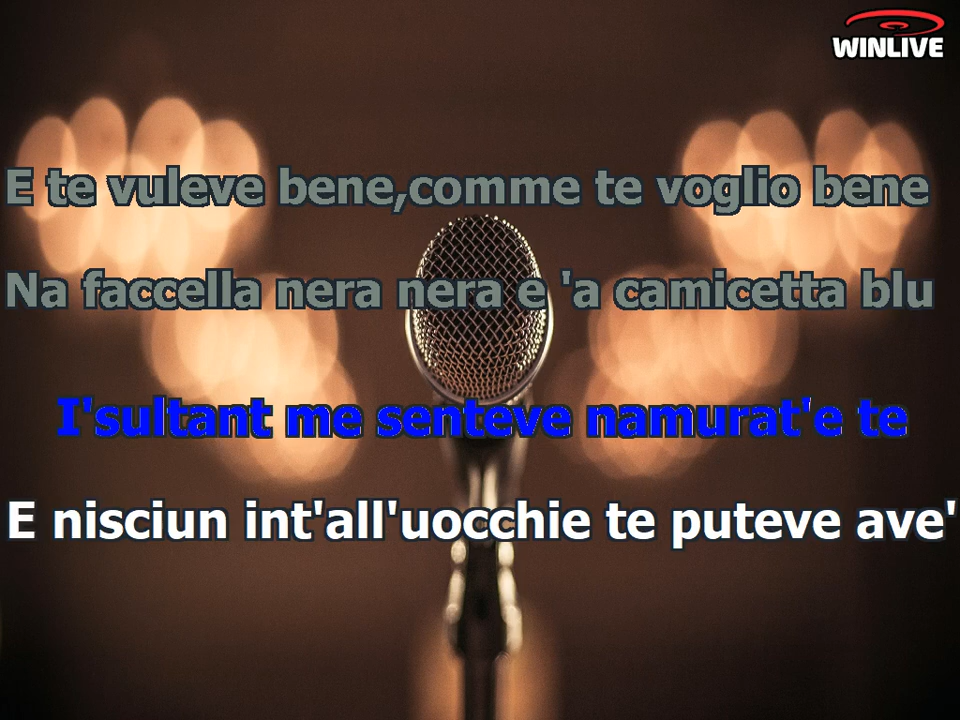 WINLIVE
E te vuleve bene,comme te voglio bene
Na faccella nera nera e 'a camicetta blu
I'sultant me senteve namurat'e te
E nisciun int'all'uocchie te puteve ave'